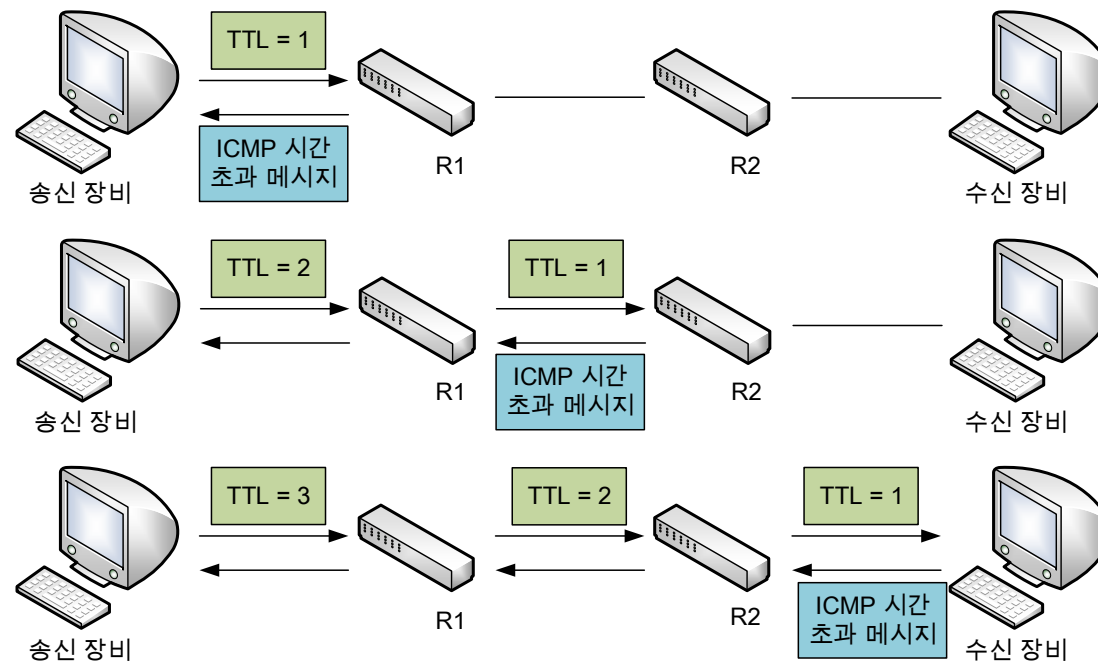 TTL = 1
ICMP 시간
초과 메시지
송신 장비
R1
R2
수신 장비
TTL = 2
TTL = 1
ICMP 시간
초과 메시지
송신 장비
R1
R2
수신 장비
TTL = 3
TTL = 2
TTL = 1
ICMP 시간
초과 메시지
송신 장비
R1
R2
수신 장비